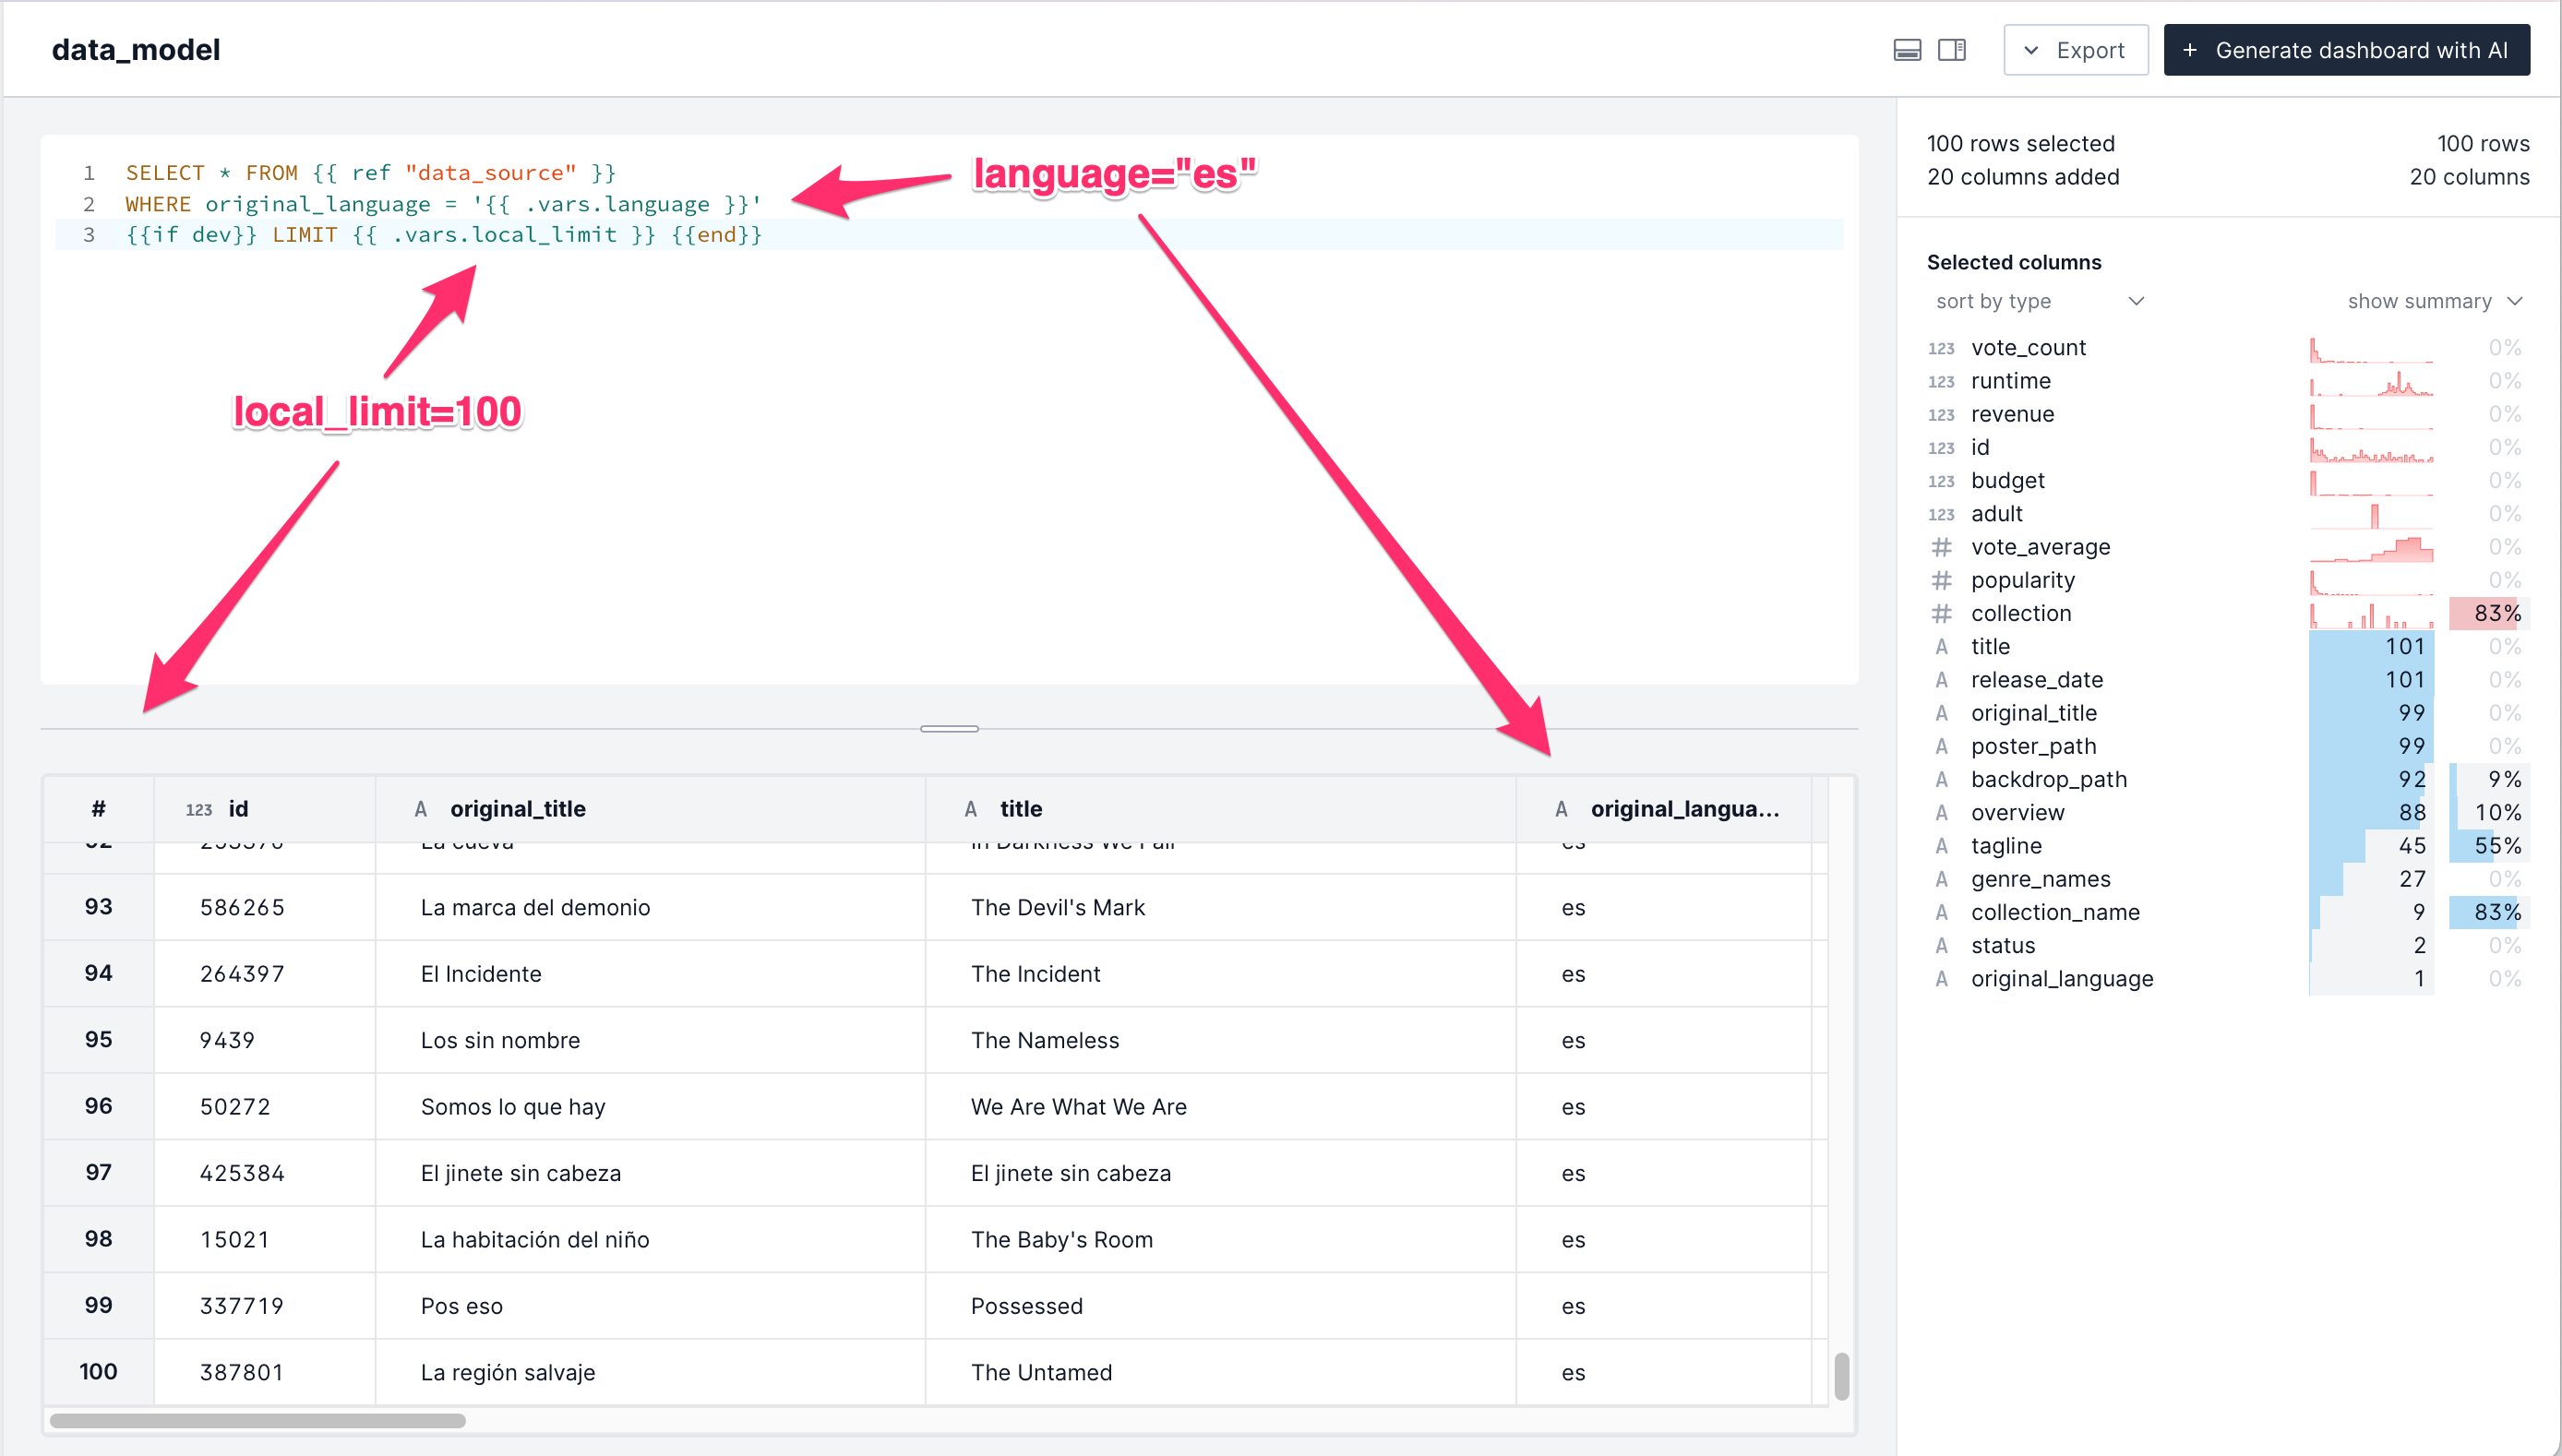 data_model
Export
+ Generate dashboard with AI
1 SELECT * FROM {{ ref "data_source" }}
2 WHERE original_language = '{{ .vars.language }}'
3 {{if dev}} LIMIT {{ .vars.local_limit }} {{end}}
language="es"
local_limit=100
# 123 id A original_title A title A original_langua...
La cueva In Darkness We Fall es
93 586265 La marca del demonio The Devil's Mark es
94 264397 El Incidente The Incident es
95 9439 Los sin nombre The Nameless es
96 50272 Somos lo que hay We Are What We Are es
97 425384 El jinete sin cabeza El jinete sin cabeza es
98 15021 La habitación del niño The Baby's Room es
99 337719 Pos eso Possessed es
100 387801 La región salvaje The Untamed es
100 rows selected 100 rows
20 columns added 20 columns
Selected columns
sort by type show summary
123 vote_count 0%
123 runtime 0%
123 revenue 0%
123 id 0%
123 budget 0%
123 adult 0%
# vote_average 0%
# popularity 0%
# collection 83%
A title 101 0%
A release_date 101 0%
A original_title 99 0%
A poster_path 99 0%
A backdrop_path 92 9%
A overview 88 10%
A tagline 45 55%
A genre_names 27 0%
A collection_name 9 83%
A status 2 0%
A original_language 1 0%